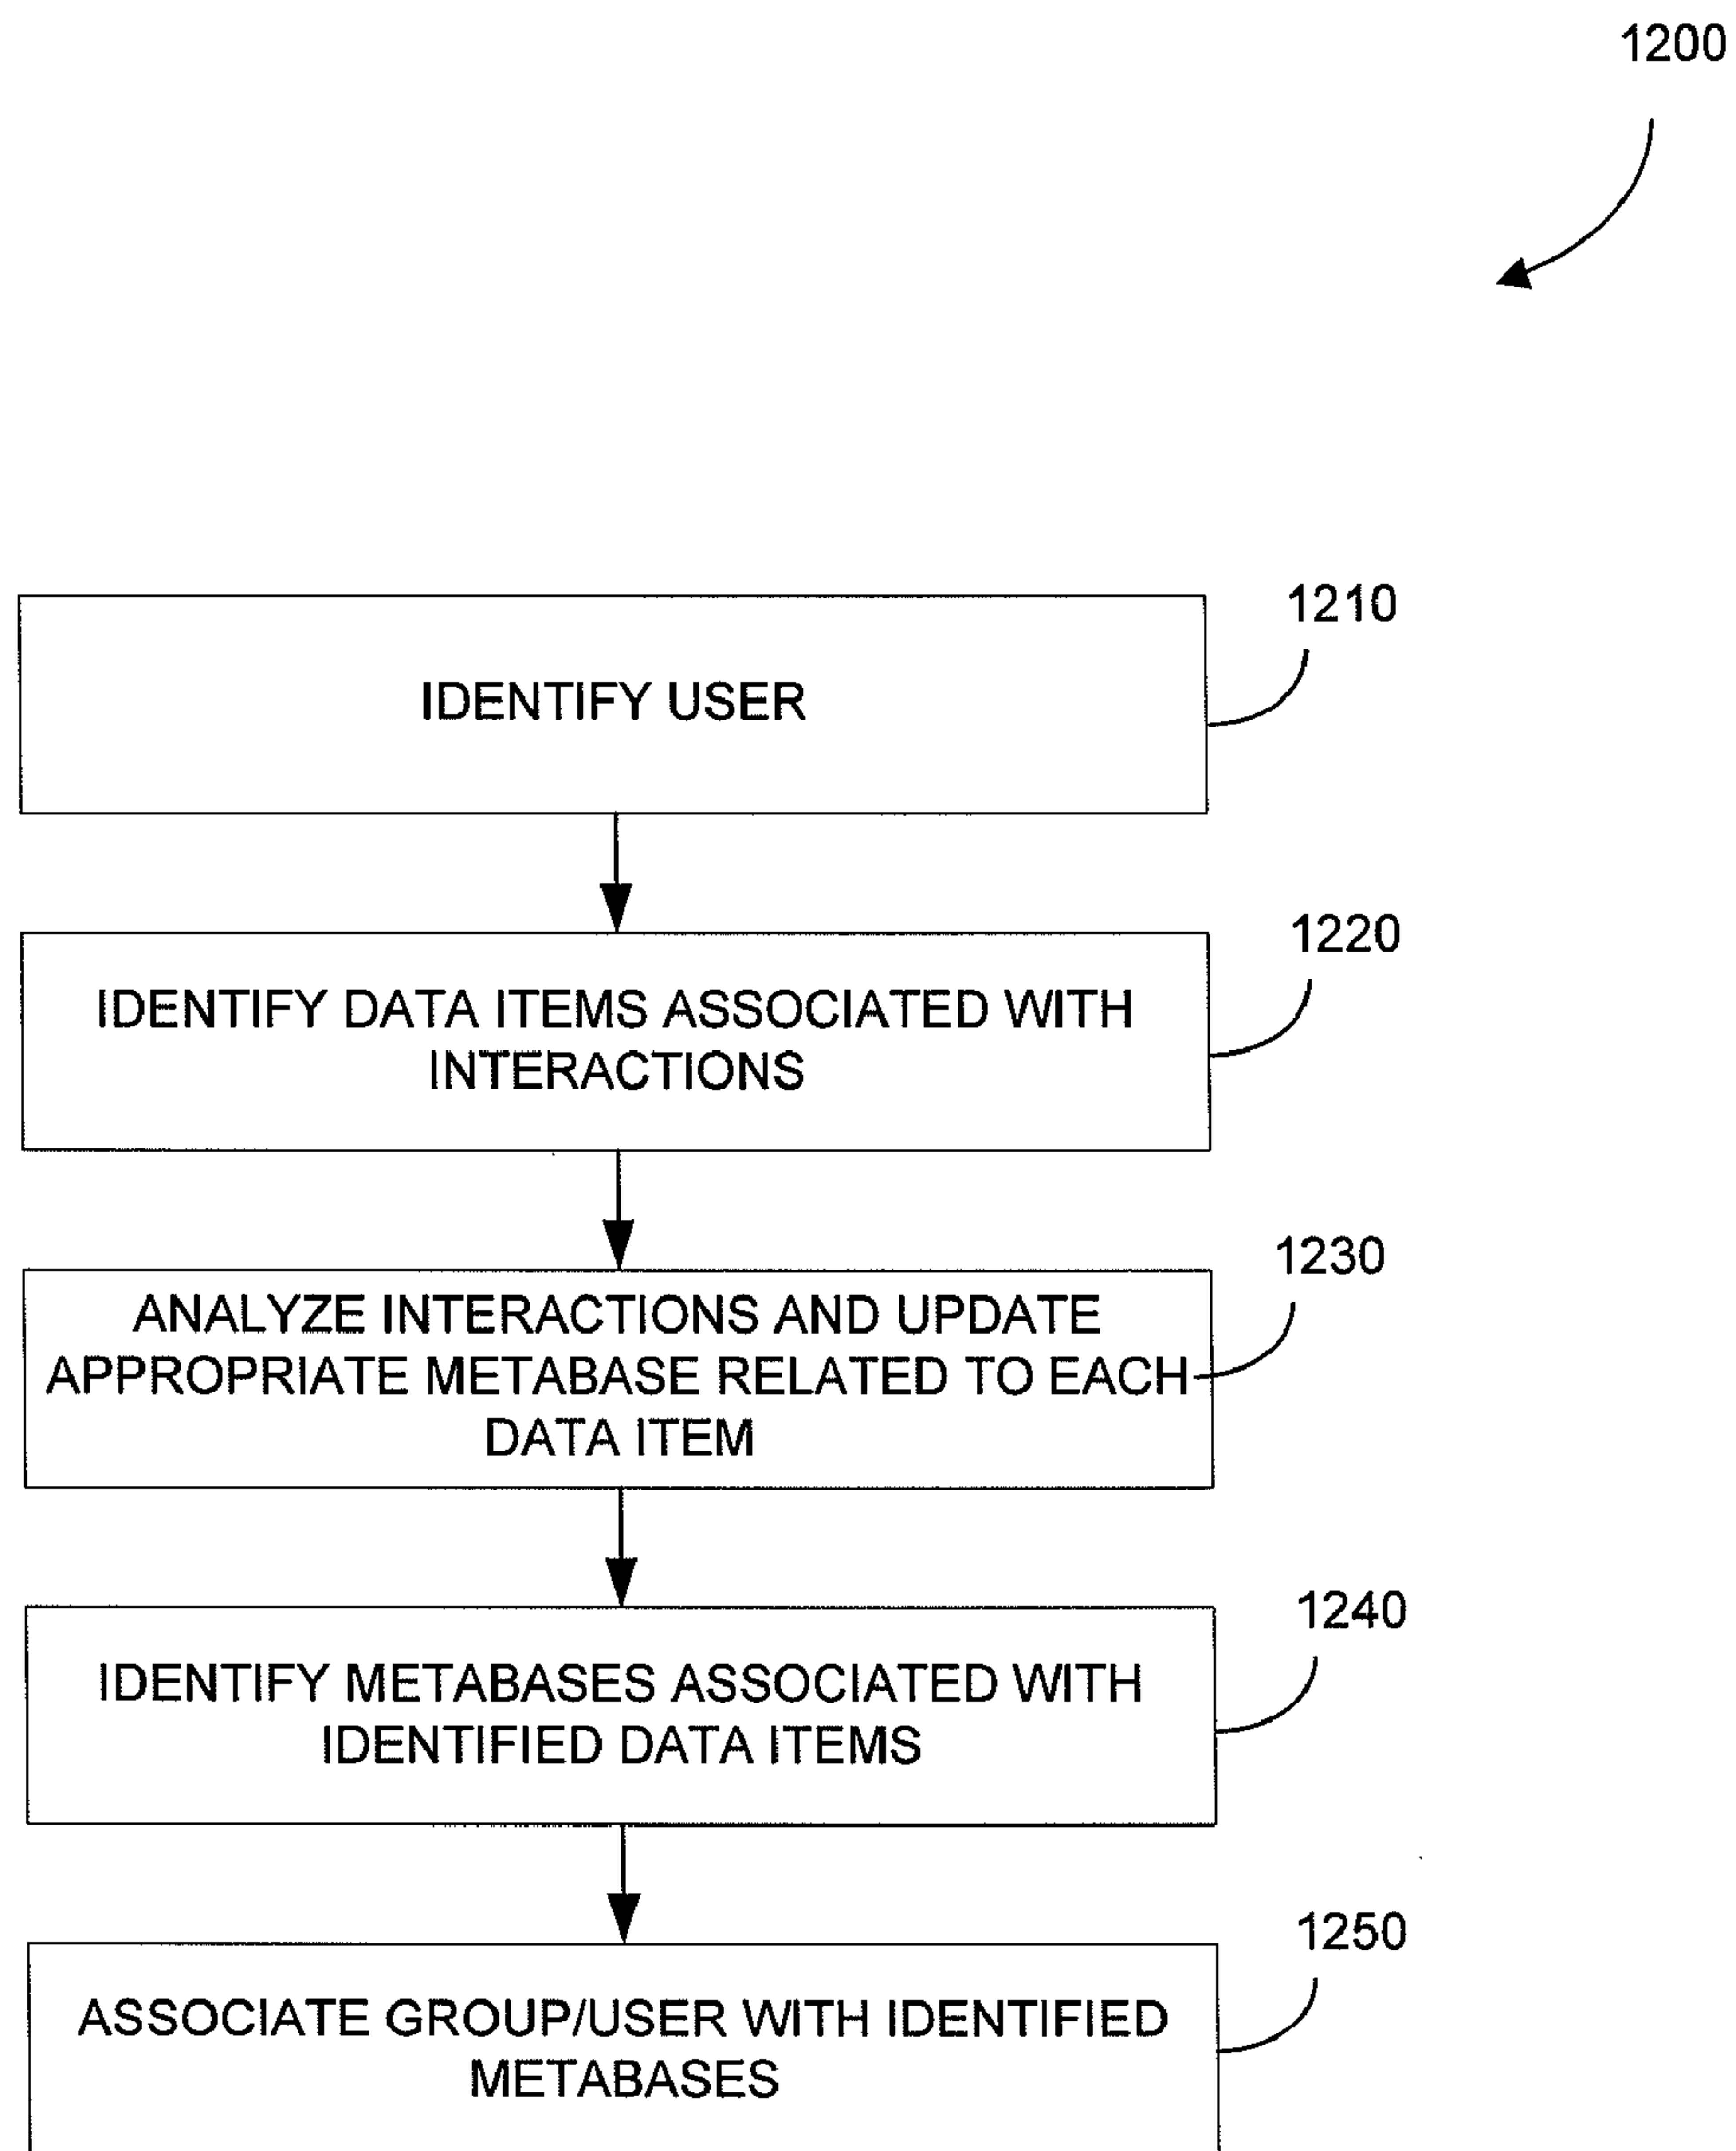 1200
1210
IDENTIFY USER
1220
IDENTIFY DATA ITEMS ASSOCIATED WITH
INTERACTIONS
1230
ANALYZE INTERACTIONS AND UPDATE
APPROPRIATE METABASE RELATED TO EACH
DATA ITEM
1240
IDENTIFY METABASES ASSOCIATED WITH
IDENTIFIED DATA ITEMS
1250
ASSOCIATE GROUP/USER WITH IDENTIFIED
METABASES